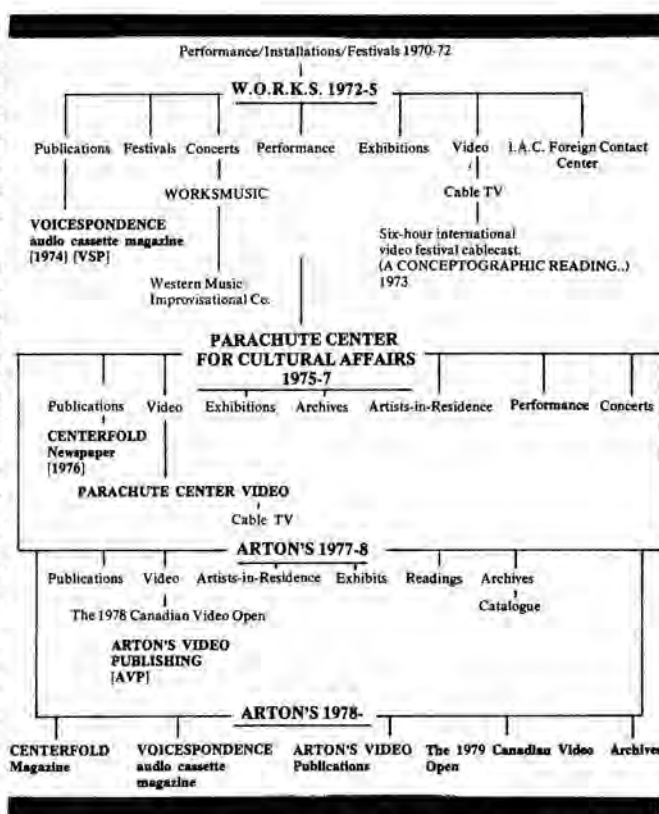 Performance/Installations/Festivals 1970-72
W.O.R.K.S. 1972-5
Publications Festivals Concerts Performance Exhibitions Video I.A.C. Foreign Contact
Center
WORKSMUSIC
Cable TV
VOICESPONDENCE
audio cassette magazine
[1974] [VSP]
Six-hour international
video festival cablecast.
(A CONCEPTOGRAPHIC READING..)
1973
Western Music
Improvisational Co.
PARACHUTE CENTER
FOR CULTURAL AFFAIRS
1975-7
Publications Video Exhibitions Archives Artists-in-Residence Performance Concerts
CENTERFOLD
Newspaper
[1976]
PARACHUTE CENTER VIDEO
Cable TV
ARTON'S 1977-8
Publications Video Artists-in-Residence Exhibits Readings Archives
Catalogue
The 1978 Canadian Video Open
ARTON'S VIDEO
PUBLISHING
[AVP]
ARTON'S 1978-
CENTERFOLD
Magazine
VOICESPONDENCE
audio cassette
magazine
ARTON'S VIDEO
Publications
The 1979 Canadian Video
Open
Archives